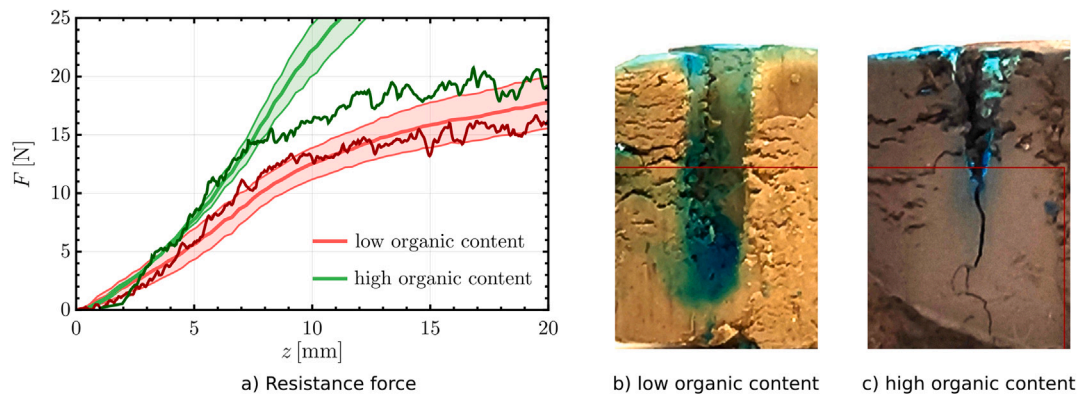 25
20
15
10
5
0
F [N]
low organic content
high organic content
0 5 10 15 20
z [mm]
a) Resistance force
b) low organic content
c) high organic content